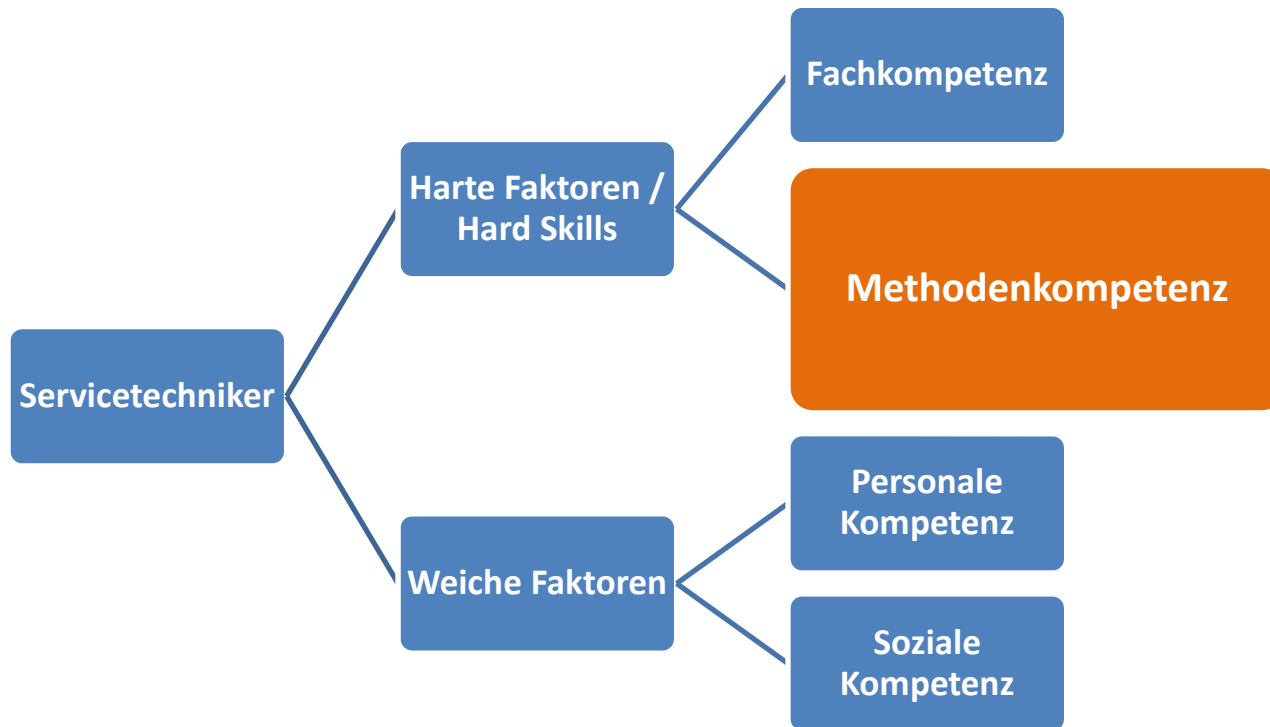 Servicetechniker
Harte Faktoren /
Hard Skills
Fachkompetenz
Methodenkompetenz
Weiche Faktoren
Personale
Kompetenz
Soziale
Kompetenz